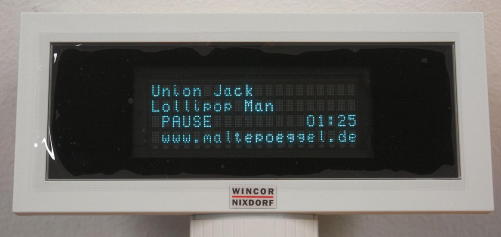 Union Jack
Lollipop Man
PAUSE 01:25
www.maltepoeggel.de
WINCOR
NIXDORF